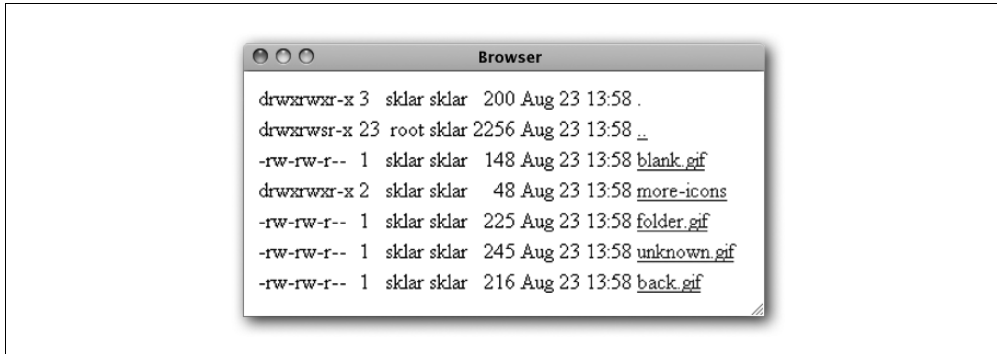 Browser
drwxrwxr-x 3 sklar sklar 200 Aug 23 13:58 .
drwxrwsr-x 23 root sklar 2256 Aug 23 13:58 ..
-rw-rw-r-- 1 sklar sklar 148 Aug 23 13:58 blank.gif
drwxrwxr-x 2 sklar sklar 48 Aug 23 13:58 more-icons
-rw-rw-r-- 1 sklar sklar 225 Aug 23 13:58 folder.gif
-rw-rw-r-- 1 sklar sklar 245 Aug 23 13:58 unknown.gif
-rw-rw-r-- 1 sklar sklar 216 Aug 23 13:58 back.gif